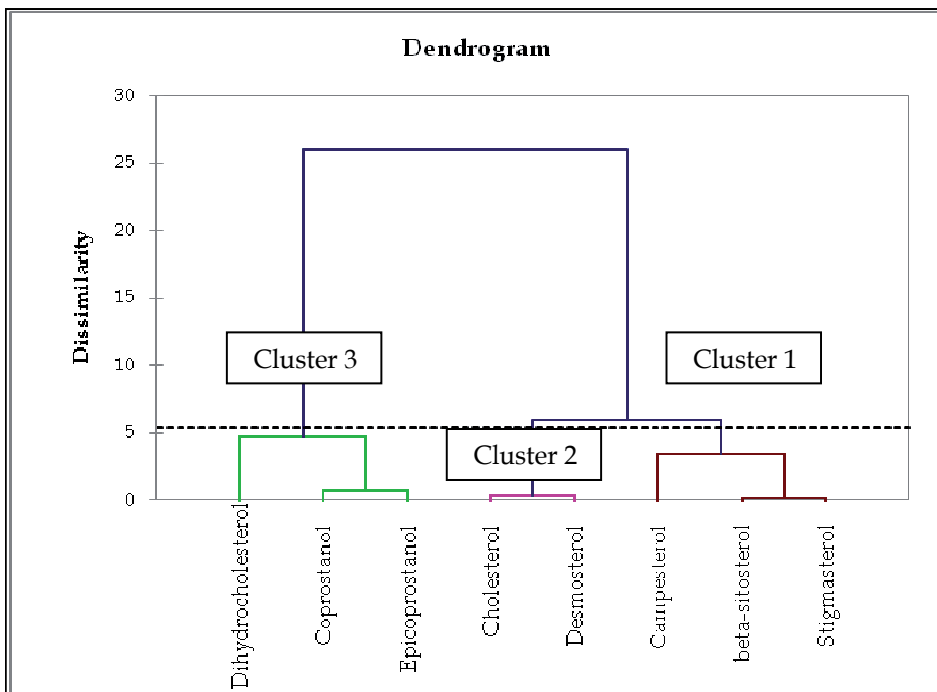 Dendrogram
30
25
20
15
10
5
0
Dissimilarity
Cluster 3
Cluster 1
Cluster 2
Dihydrocholesterol
Coprostanol
Epicoprostanol
Cholesterol
Desmosterol
Campesterol
beta-sitosterol
Stigmasterol